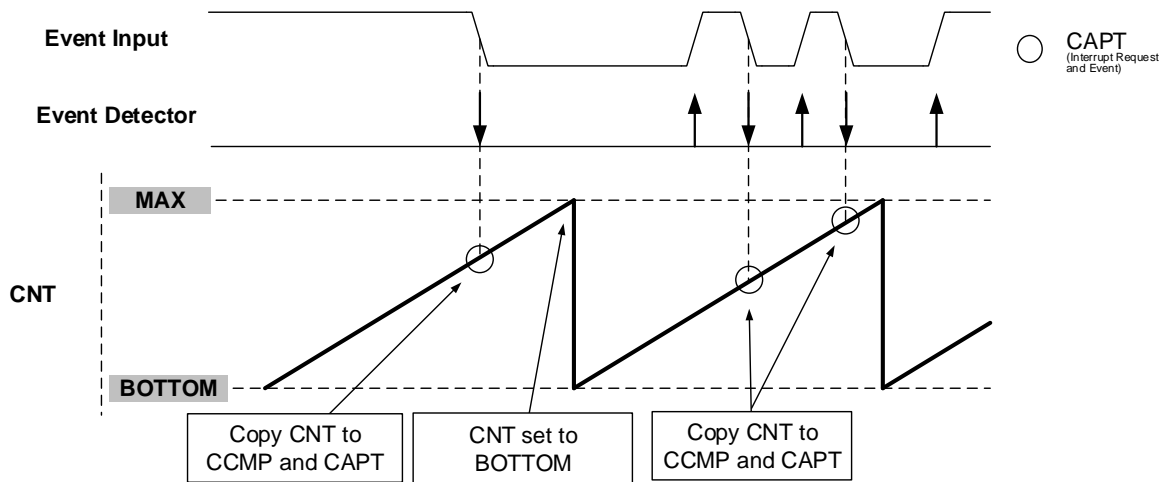 Event Input
CAPT
(Interrupt Request
and Event)
Event Detector
MAX
CNT
BOTTOM
Copy CNT to
CCMP and CAPT
CNT set to
BOTTOM
Copy CNT to
CCMP and CAPT